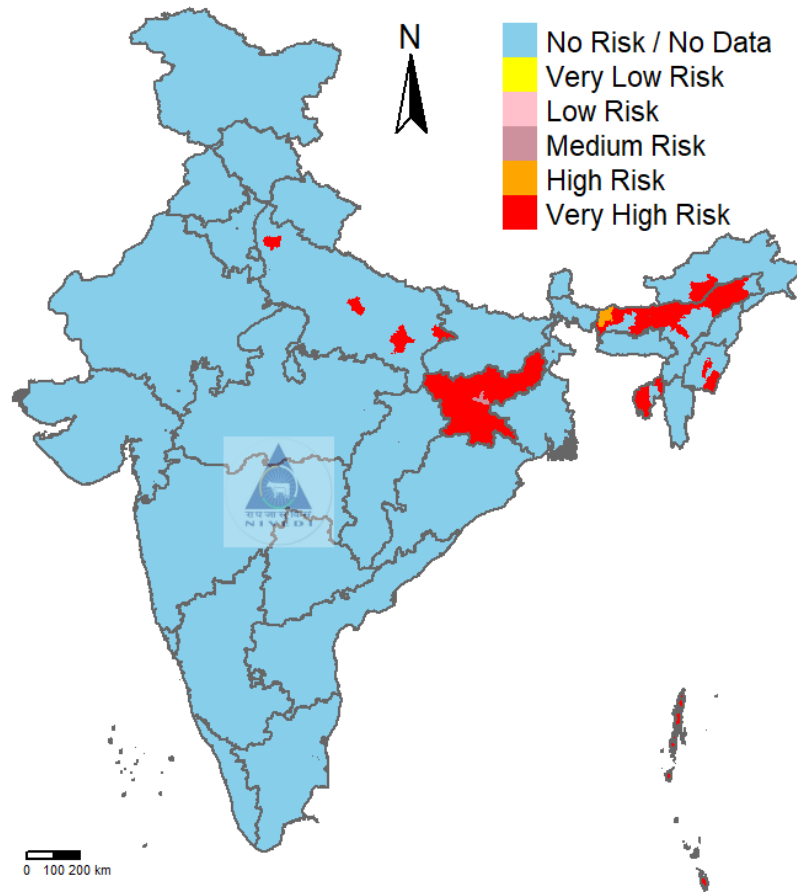 N
No Risk / No Data
Very Low Risk
Low Risk
Medium Risk
High Risk
Very High Risk
NIVEDI
0 100 200 km